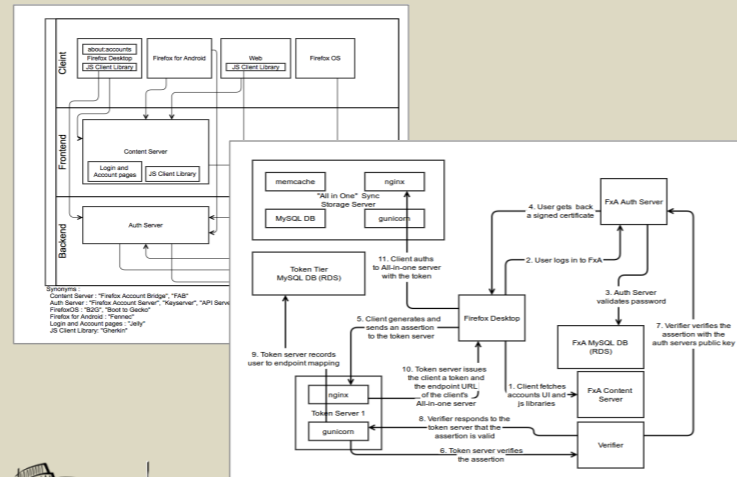 Cleint
about:accounts
Firefox Desktop
JS Client Library
Firefox for Android
Web
JS Client Library
Firefox OS
Frontend
Content Server
Login and
Account pages
JS Client Library
Backend
Auth Server
Synonyms :
Content Server : "Firefox Account Bridge", "FAB"
Auth Server : "Firefox Account Server", "Keyserver", "API Serve
FirefoxOS : "B2G", "Boot to Gecko"
Firefox for Android : "Fennec"
Login and Account pages : "Jelly"
JS Client Library: "Gherkin"
memcache
nginx
"All in One" Sync
Storage Server
MySQL DB
gunicorn
Token Tier
MySQL DB (RDS)
11. Client auths
to All-in-one server
with the token
4. User gets back
a signed certificate
FxA Auth Server
2. User logs in to FxA
3. Auth Server
validates password
Firefox Desktop
5. Client generates and
sends an assertion
to the token server
7. Verifier verifies the
assertion with the
auth servers public key
FxA MySQL DB
(RDS)
9. Token server records
user to endpoint mapping
10. Token server issues
the client a token and
the endpoint URL
of the client's
All-in-one server
1. Client fetches
accounts UI and
js libraries
FxA Content
Server
nginx
Token Server 1
gunicorn
8. Verifier responds to the
token server that the
assertion is valid
Verifier
6. Token server verifies
the assertion